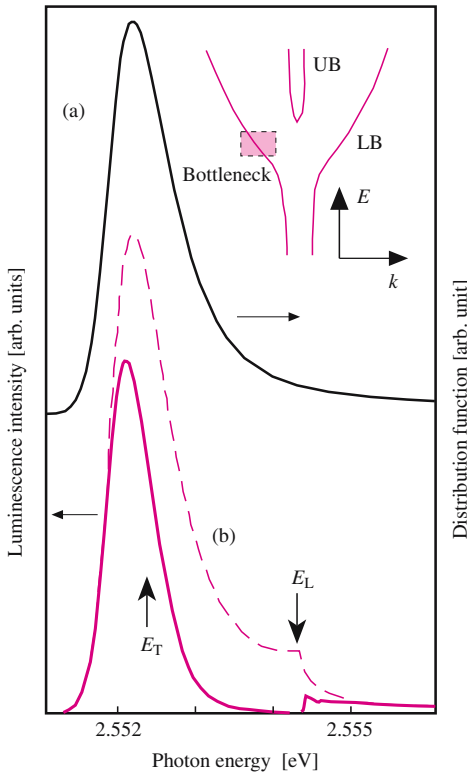 (a)
UB
LB
Bottleneck
E
k
(b)
E_L
E_T
2.552
2.555
Photon energy [eV]
Luminescence intensity [arb. units]
Distribution function [arb. unit]